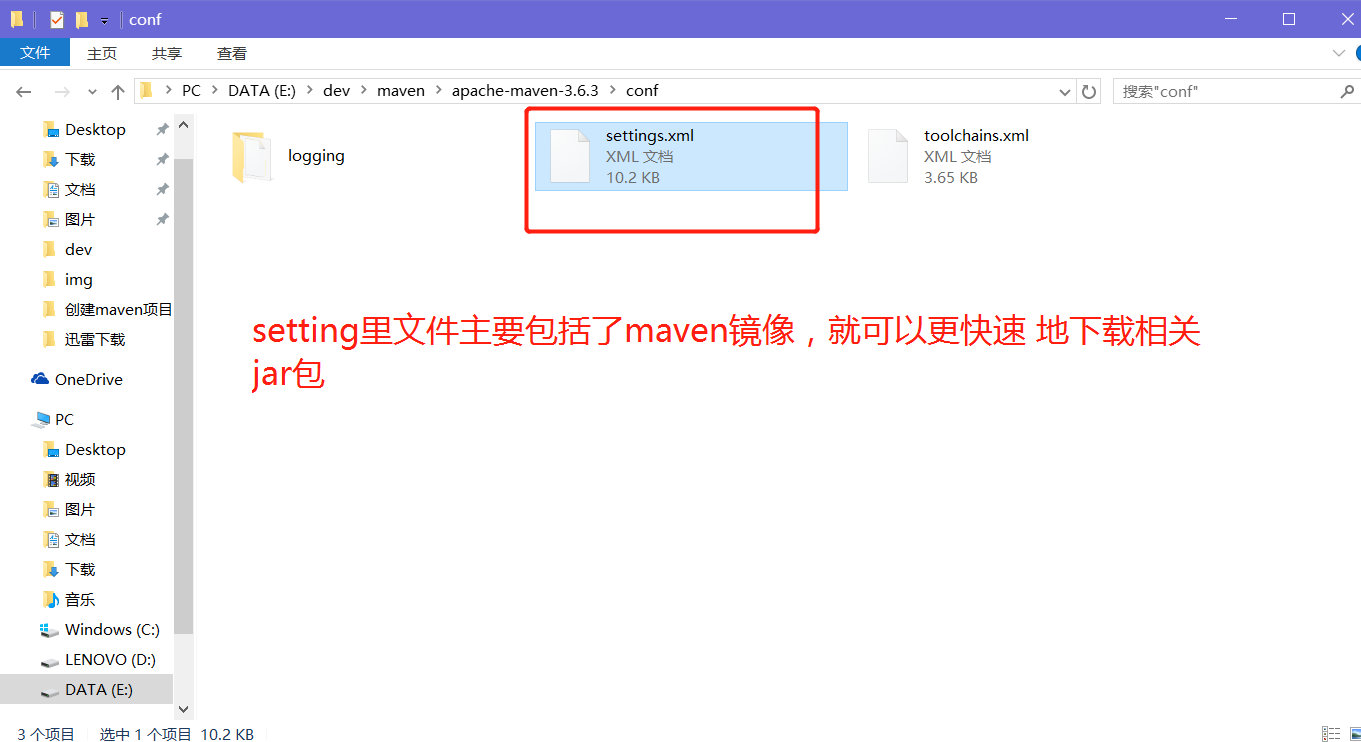 conf
文件 主页 共享 查看
PC DATA (E:) dev maven apache-maven-3.6.3 conf
搜索"conf"
Desktop
下载
文档
图片
dev
img
创建maven项目
迅雷下载
OneDrive
PC
Desktop
视频
图片
文档
下载
音乐
Windows (C:)
LENOVO (D:)
DATA (E:)
logging
settings.xml
XML 文档
10.2 KB
toolchains.xml
XML 文档
3.65 KB
setting里文件主要包括了maven镜像，就可以更快速 地下载相关
jar包
3 个项目 选中 1 个项目 10.2 KB